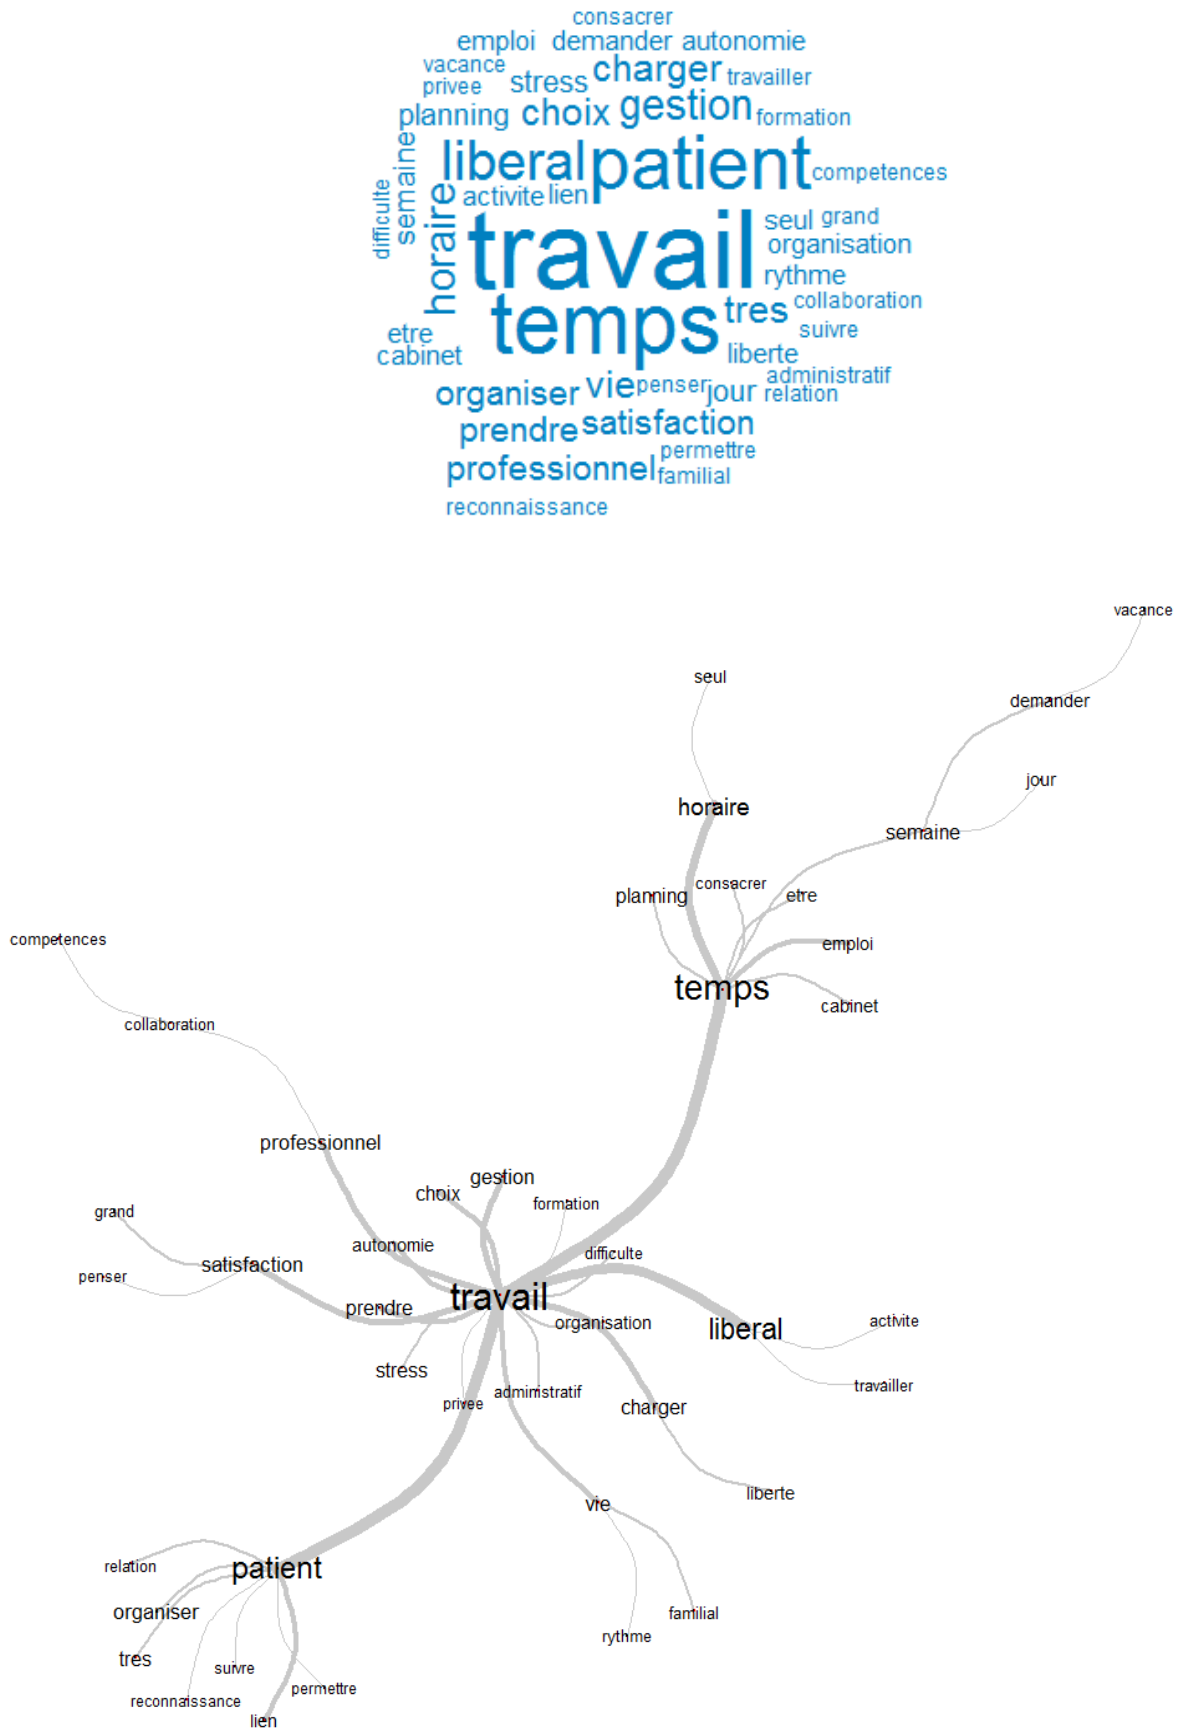 consacrer
emploi demander autonomie
vacance stress charger travailler
privee
planning choix gestion formation
liberal patient competences
semaine
difficulte
horaire
activite lien
travail seul grand
organisation
rythme
temps tres collaboration
suivre
etre
cabinet
liberte
administratif
organiser vie penser jour relation
prendre satisfaction
permettre
professionnel familial
reconnaissance
vacance
seul
demander
jour
horaire
semaine
planning consacrer etre
emploi
competences
temps
cabinet
collaboration
professionnel
gestion
choix
formation
grand
autonomie
difficulte
satisfaction
penser
travail
prendre
organisation
liberal
activite
stress
travailler
administratif
privee
charger
liberte
vie
relation
patient
organiser
familial
rythme
tres
suivre
permettre
reconnaissance
lien